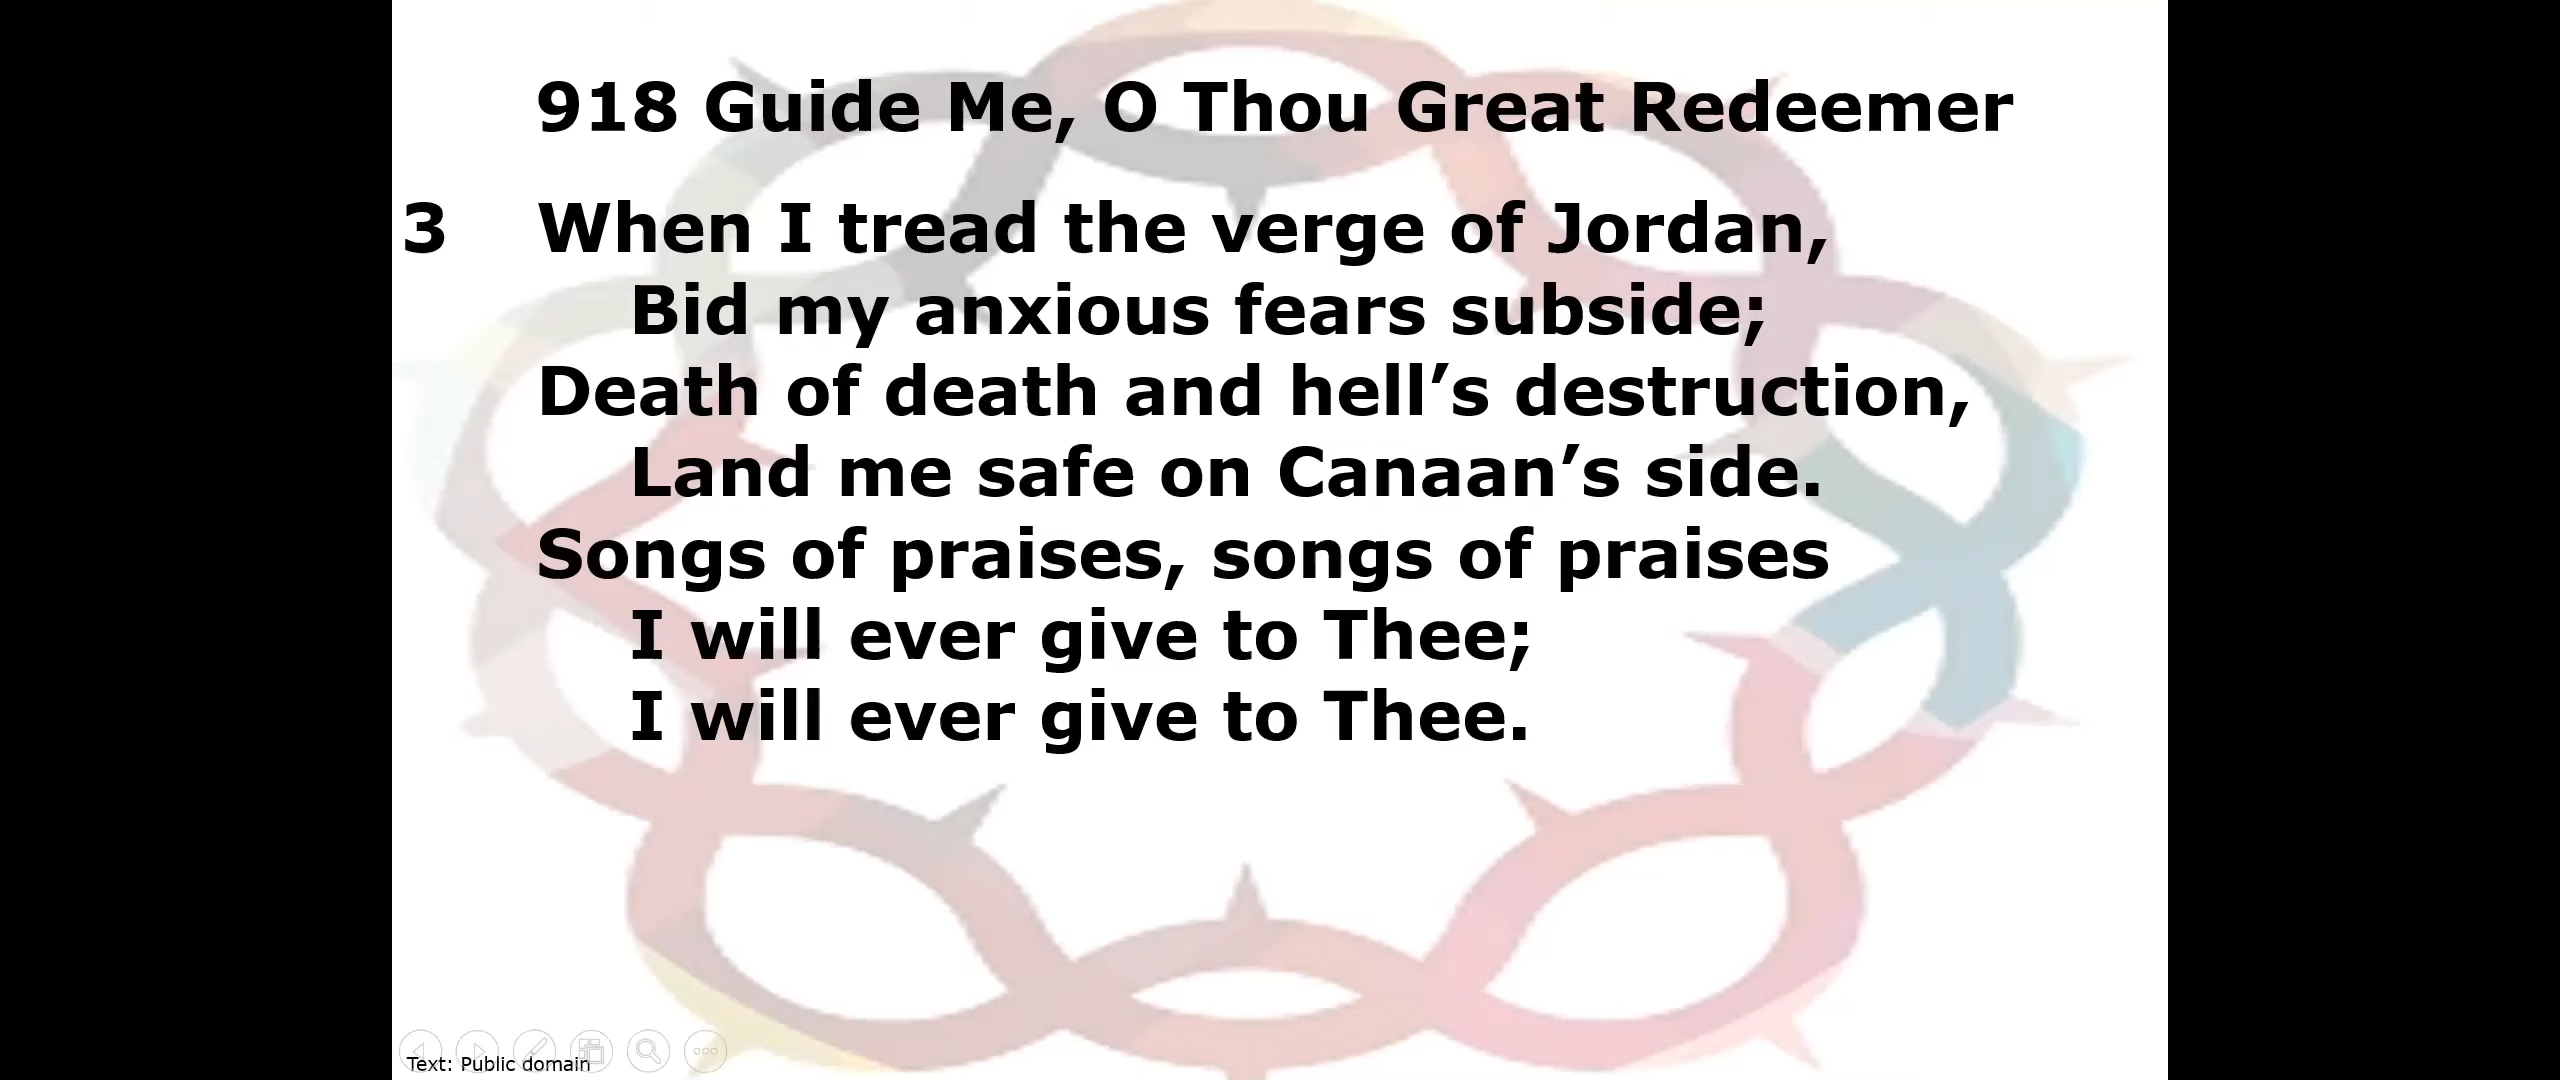 918 Guide Me, O Thou Great Redeemer
3 When I tread the verge of Jordan,
Bid my anxious fears subside;
Death of death and hell’s destruction,
Land me safe on Canaan’s side.
Songs of praises, songs of praises
I will ever give to Thee;
I will ever give to Thee.
Text: Public domain